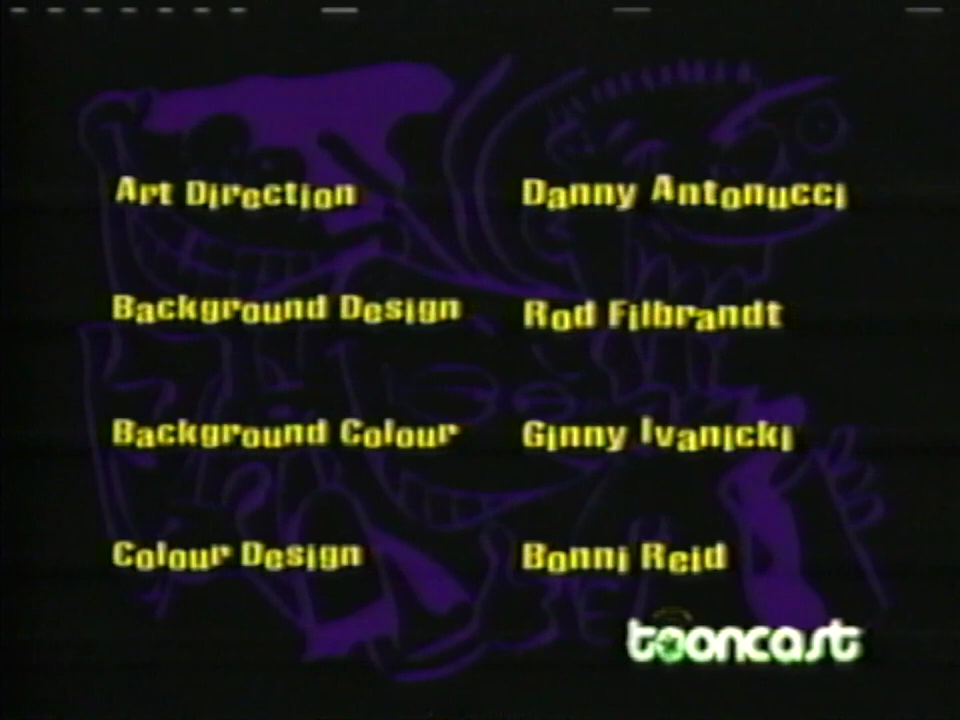 Art Direction Danny Antonucci
Background Design Rod Filbrandt
Background Colour Ginny Ivanicki
Colour Design Bonni Reid
tooncast